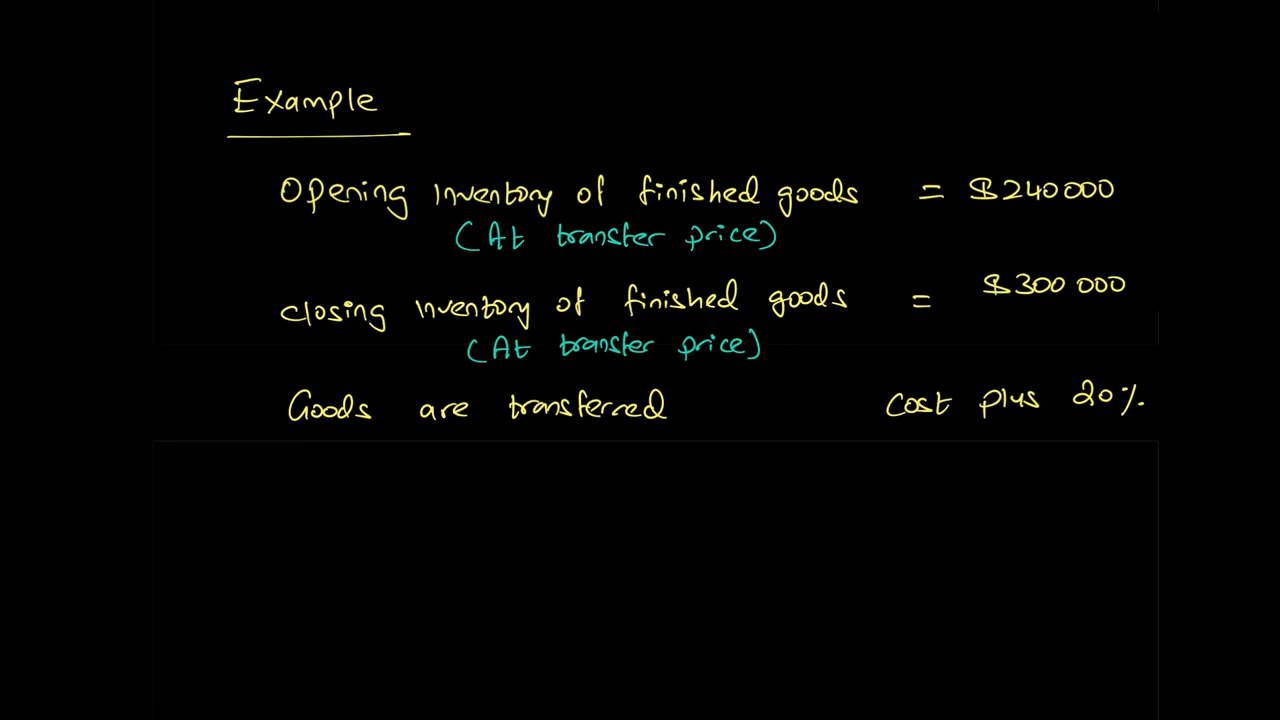 Example
Opening inventory of finished goods = $240000
(At transfer price)
closing inventory of finished goods = $300 000
(At transfer price)
Goods are transferred cost plus 20%.